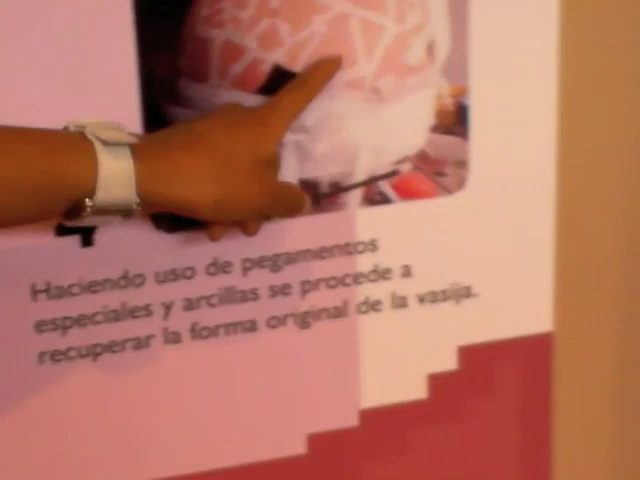 Haciendo uso de pegamentos
especiales y arcillas se procede a
recuperar la forma original de la vasija.